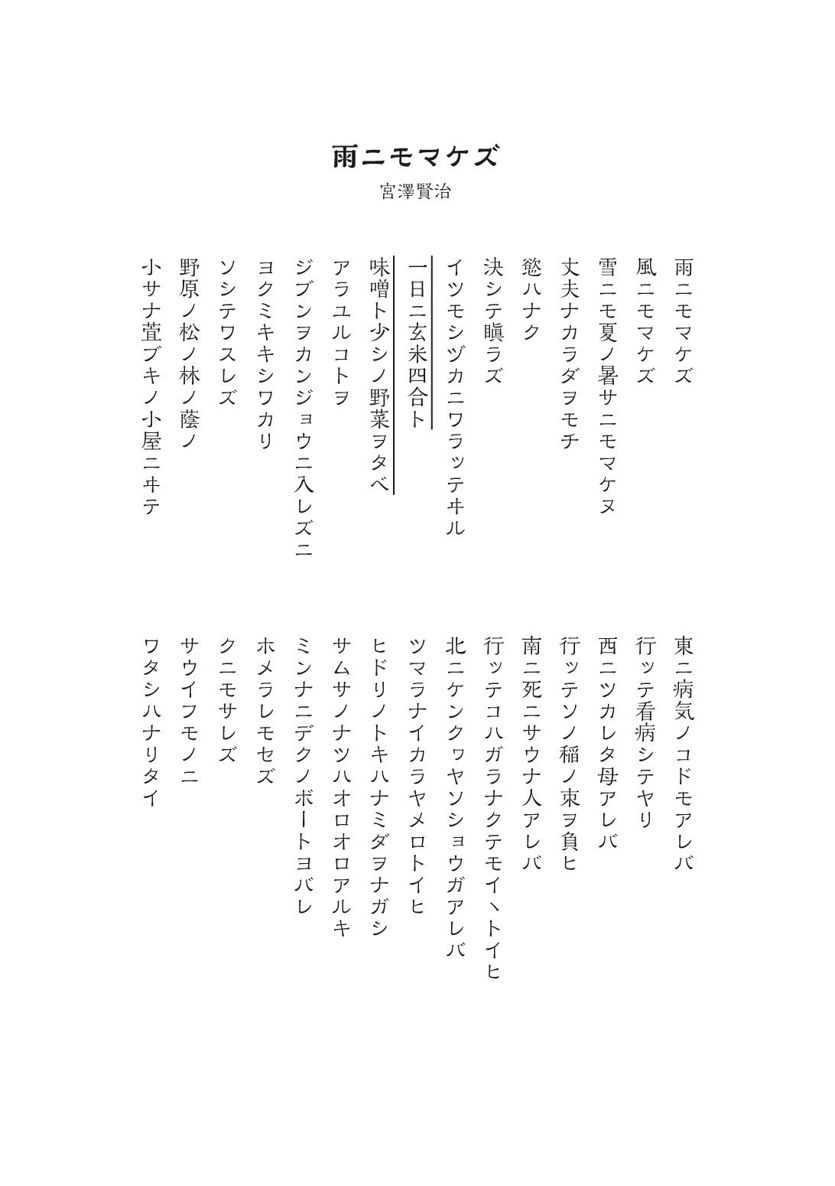 雨ニモマケズ
宮澤賢治
雨ニモマケズ
風ニモマケズ
雪ニモ夏ノ暑サニモマケヌ
丈夫ナカラダヲモチ
慾ハナク
決シテ瞋ラズ
イツモシヅカニワラッテヰル
一日ニ玄米四合ト
味噌ト少シノ野菜ヲタベ
アラユルコトヲ
ジブンヲカンジョウニ入レズニ
ヨクミキキシワカリ
ソシテワスレズ
野原ノ松ノ林ノ蔭ノ
小サナ萓ブキノ小屋ニヰテ
東ニ病気ノコドモアレバ
行ッテ看病シテヤリ
西ニツカレタ母アレバ
行ッテソノ稲ノ束ヲ負ヒ
南ニ死ニサウナ人アレバ
行ッテコハガラナクテモイヽトイヒ
北ニケンクヮヤソショウガアレバ
ツマラナイカラヤメロトイヒ
ヒドリノトキハナミダヲナガシ
サムサノナツハオロオロアルキ
ミンナニデクノボートヨバレ
ホメラレモセズ
クニモサレズ
サウイフモノニ
ワタシハナリタイ